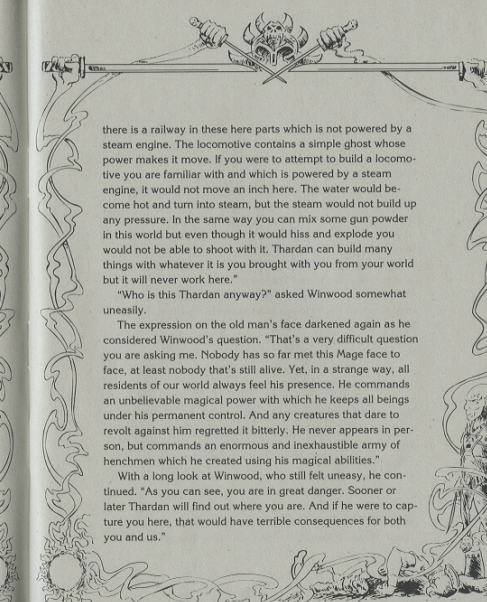 there is a railway in these here parts which is not powered by a
steam engine. The locomotive contains a simple ghost whose
power makes it move. If you were to attempt to build a locomo-
tive you are familiar with and which is powered by a steam
engine, it would not move an inch here. The water would be-
come hot and turn into steam, but the steam would not build up
any pressure. In the same way you can mix some gun powder
in this world but even though it would hiss and explode you
would not be able to shoot with it. Thardan can build many
things with whatever it is you brought with you from your world
but it will never work here."
"Who is this Thardan anyway?" asked Winwood somewhat
uneasily.
The expression on the old man's face darkened again as he
considered Winwood's question. "That's a very difficult question
you are asking me. Nobody has so far met this Mage face to
face, at least nobody that's still alive. Yet, in a strange way, all
residents of our world always feel his presence. He commands
an unbelievable magical power with which he keeps all beings
under his permanent control. And any creatures that dare to
revolt against him regretted it bitterly. He never appears in per-
son, but commands an enormous and inexhaustible army of
henchmen which he created using his magical abilities."
With a long look at Winwood, who still felt uneasy, he con-
tinued. "As you can see, you are in great danger. Sooner or
later Thardan will find out where you are. And if he were to cap-
ture you here, that would have terrible consequences for both
you and us."